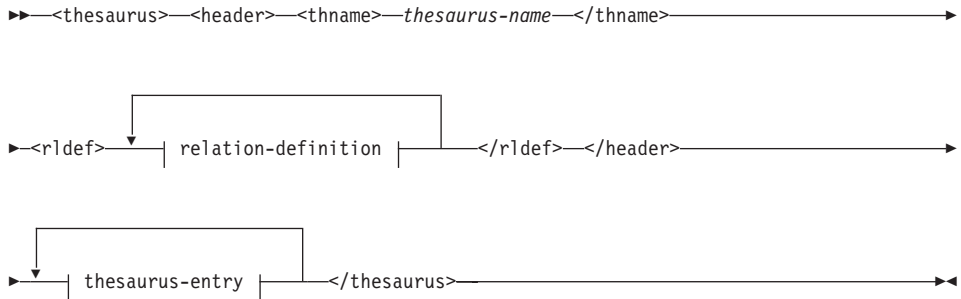 <thesaurus> <header> <thname> thesaurus-name </thname>
<rldef> relation-definition </rldef> </header>
thesaurus-entry </thesaurus>